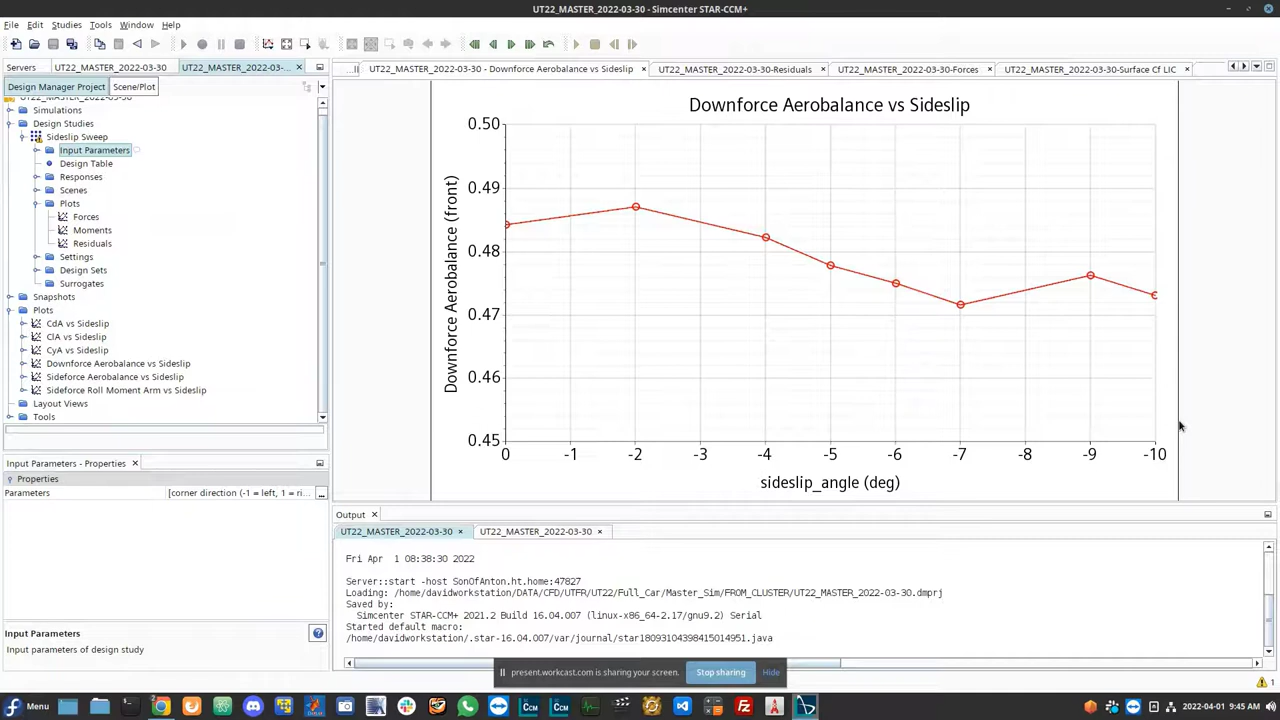 UT22_MASTER_2022-03-30 - Simcenter STAR-CCM+
File Edit Studies Tools Window Help
Servers UT22_MASTER_2022-03-30 UT22_MASTER_2022-03-...
Design Manager Project Scene/Plot
UT22_MASTER_2022-03-30
Simulations
Design Studies
Sideslip Sweep
Input Parameters
Design Table
Responses
Scenes
Plots
Forces
Moments
Residuals
Settings
Design Sets
Surrogates
Snapshots
Plots
CdA vs Sideslip
ClA vs Sideslip
CyA vs Sideslip
Downforce Aerobalance vs Sideslip
Sideforce Aerobalance vs Sideslip
Sideforce Roll Moment Arm vs Sideslip
Layout Views
Tools
Input Parameters - Properties
Properties
Parameters [corner direction (-1 = left, 1 = ri... ...
Input Parameters
Input parameters of design study
UT22_MASTER_2022-03-30 - Downforce Aerobalance vs Sideslip UT22_MASTER_2022-03-30-Residuals UT22_MASTER_2022-03-30-Forces UT22_MASTER_2022-03-30-Surface Cf LIC
Downforce Aerobalance vs Sideslip
Downforce Aerobalance (front)
0.50
0.49
0.48
0.47
0.46
0.45
0 -1 -2 -3 -4 -5 -6 -7 -8 -9 -10
sideslip_angle (deg)
Output
UT22_MASTER_2022-03-30 UT22_MASTER_2022-03-30
Fri Apr 1 08:38:30 2022
Server::start -host SonOfAnton.ht.home:47827
Loading: /home/davidworkstation/DATA/CFD/UTFR/UT22/Full_Car/Master_Sim/FROM_CLUSTER/UT22_MASTER_2022-03-30.dmprj
Saved by:
Simcenter STAR-CCM+ 2021.2 Build 16.04.007 (linux-x86_64-2.17/gnu9.2) Serial
Started default macro:
/home/davidworkstation/.star-16.04.007/var/journal/star18093104398415014951.java
present.workcast.com is sharing your screen. Stop sharing Hide
1
Menu 2022-04-01 9:45 AM